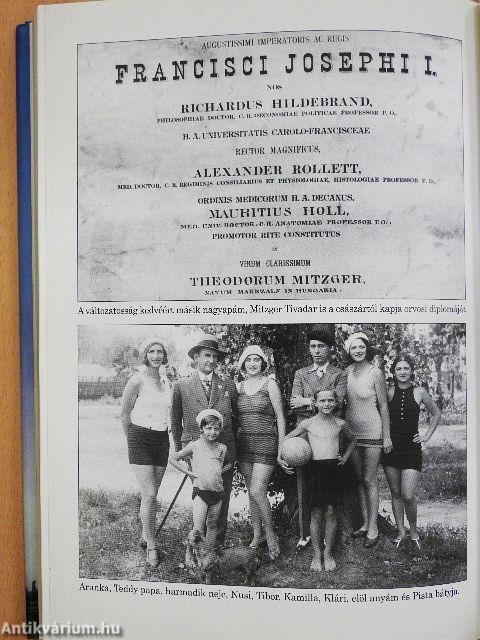 AUGUSTISSIMI IMPERATORIS AC REGIS
FRANCISCI JOSEPHI I.
NOS
RICHARDUS HILDEBRAND,
PHILOSOPHIAE DOCTOR, C. R. OECONOMIAE POLITICAE PROFESSOR P. O.,
H. A. UNIVERSITATIS CAROLO-FRANCISCEAE
RECTOR MAGNIFICUS,
ALEXANDER ROLLETT,
MED. DOCTOR, C. R. REGIMINIS CONSILIARIUS ET PHYSIOLOGIAE, HISTOLOGIAE PROFESSOR P. O.,
ORDINIS MEDICORUM H. A. DECANUS,
MAURITIUS HOLL,
MED. UNIV. DOCTOR, C. R. ANATOMIAE PROFESSOR P. O.,
PROMOTOR RITE CONSTITUTUS
IN
VIRUM CLARISSIMUM
THEODORUM MITZGER,
NATUM MARCZALN IN HUNGARIA.
A változatosság kedvéért másik nagyapám, Mitzger Tivadar is a császártól kapja orvosi diplomáját
Aranka, Teddy papa, harmadik neje, Nusi, Tibor, Kamilla, Klári, elöl anyám és Pista bátyja.
Antikvárium.hu